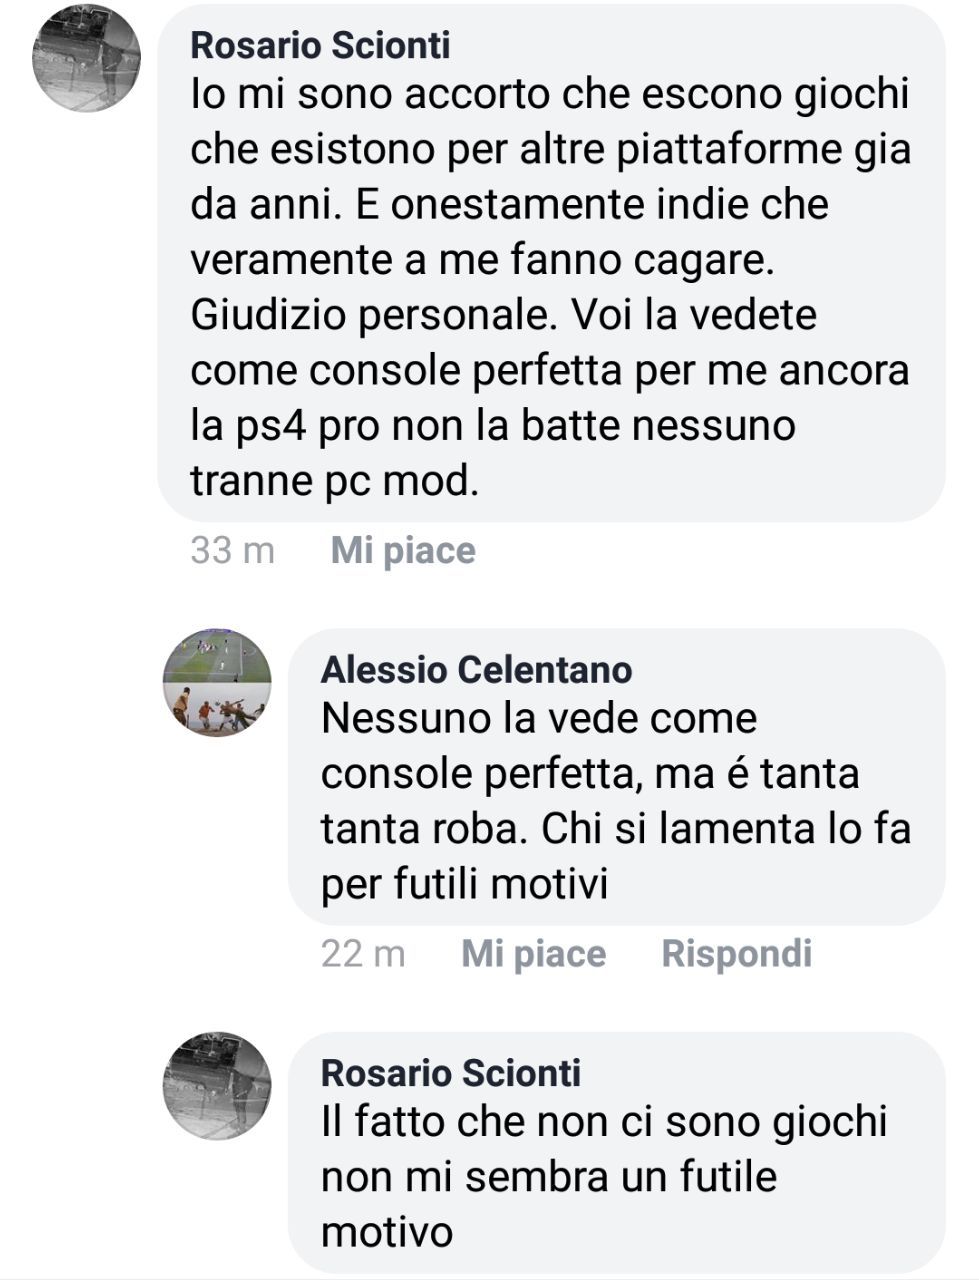 Rosario Scionti
Io mi sono accorto che escono giochi
che esistono per altre piattaforme gia
da anni. E onestamente indie che
veramente a me fanno cagare.
Giudizio personale. Voi la vedete
come console perfetta per me ancora
la ps4 pro non la batte nessuno
tranne pc mod.
33 m Mi piace
Alessio Celentano
Nessuno la vede come
console perfetta, ma é tanta
tanta roba. Chi si lamenta lo fa
per futili motivi
22 m Mi piace Rispondi
Rosario Scionti
Il fatto che non ci sono giochi
non mi sembra un futile
motivo